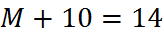 M + 10 = 14